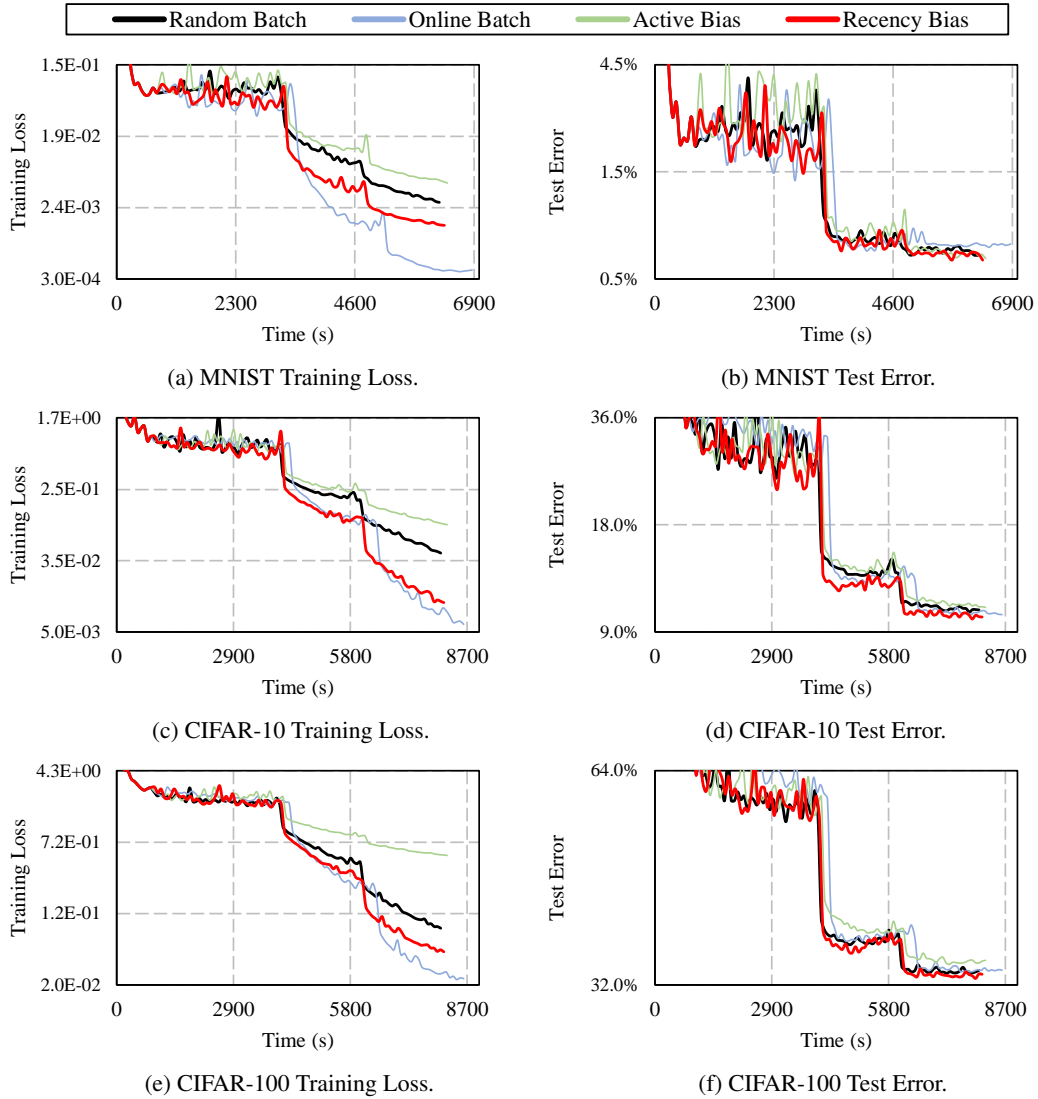 Random Batch Online Batch Active Bias Recency Bias
1.5E-01
1.9E-02
2.4E-03
3.0E-04
Training Loss
0 2300 4600 6900
Time (s)
(a) MNIST Training Loss.
4.5%
1.5%
0.5%
Test Error
0 2300 4600 6900
Time (s)
(b) MNIST Test Error.
1.7E+00
2.5E-01
3.5E-02
5.0E-03
Training Loss
0 2900 5800 8700
Time (s)
(c) CIFAR-10 Training Loss.
36.0%
18.0%
9.0%
Test Error
0 2900 5800 8700
Time (s)
(d) CIFAR-10 Test Error.
4.3E+00
7.2E-01
1.2E-01
2.0E-02
Training Loss
0 2900 5800 8700
Time (s)
(e) CIFAR-100 Training Loss.
64.0%
32.0%
Test Error
0 2900 5800 8700
Time (s)
(f) CIFAR-100 Test Error.